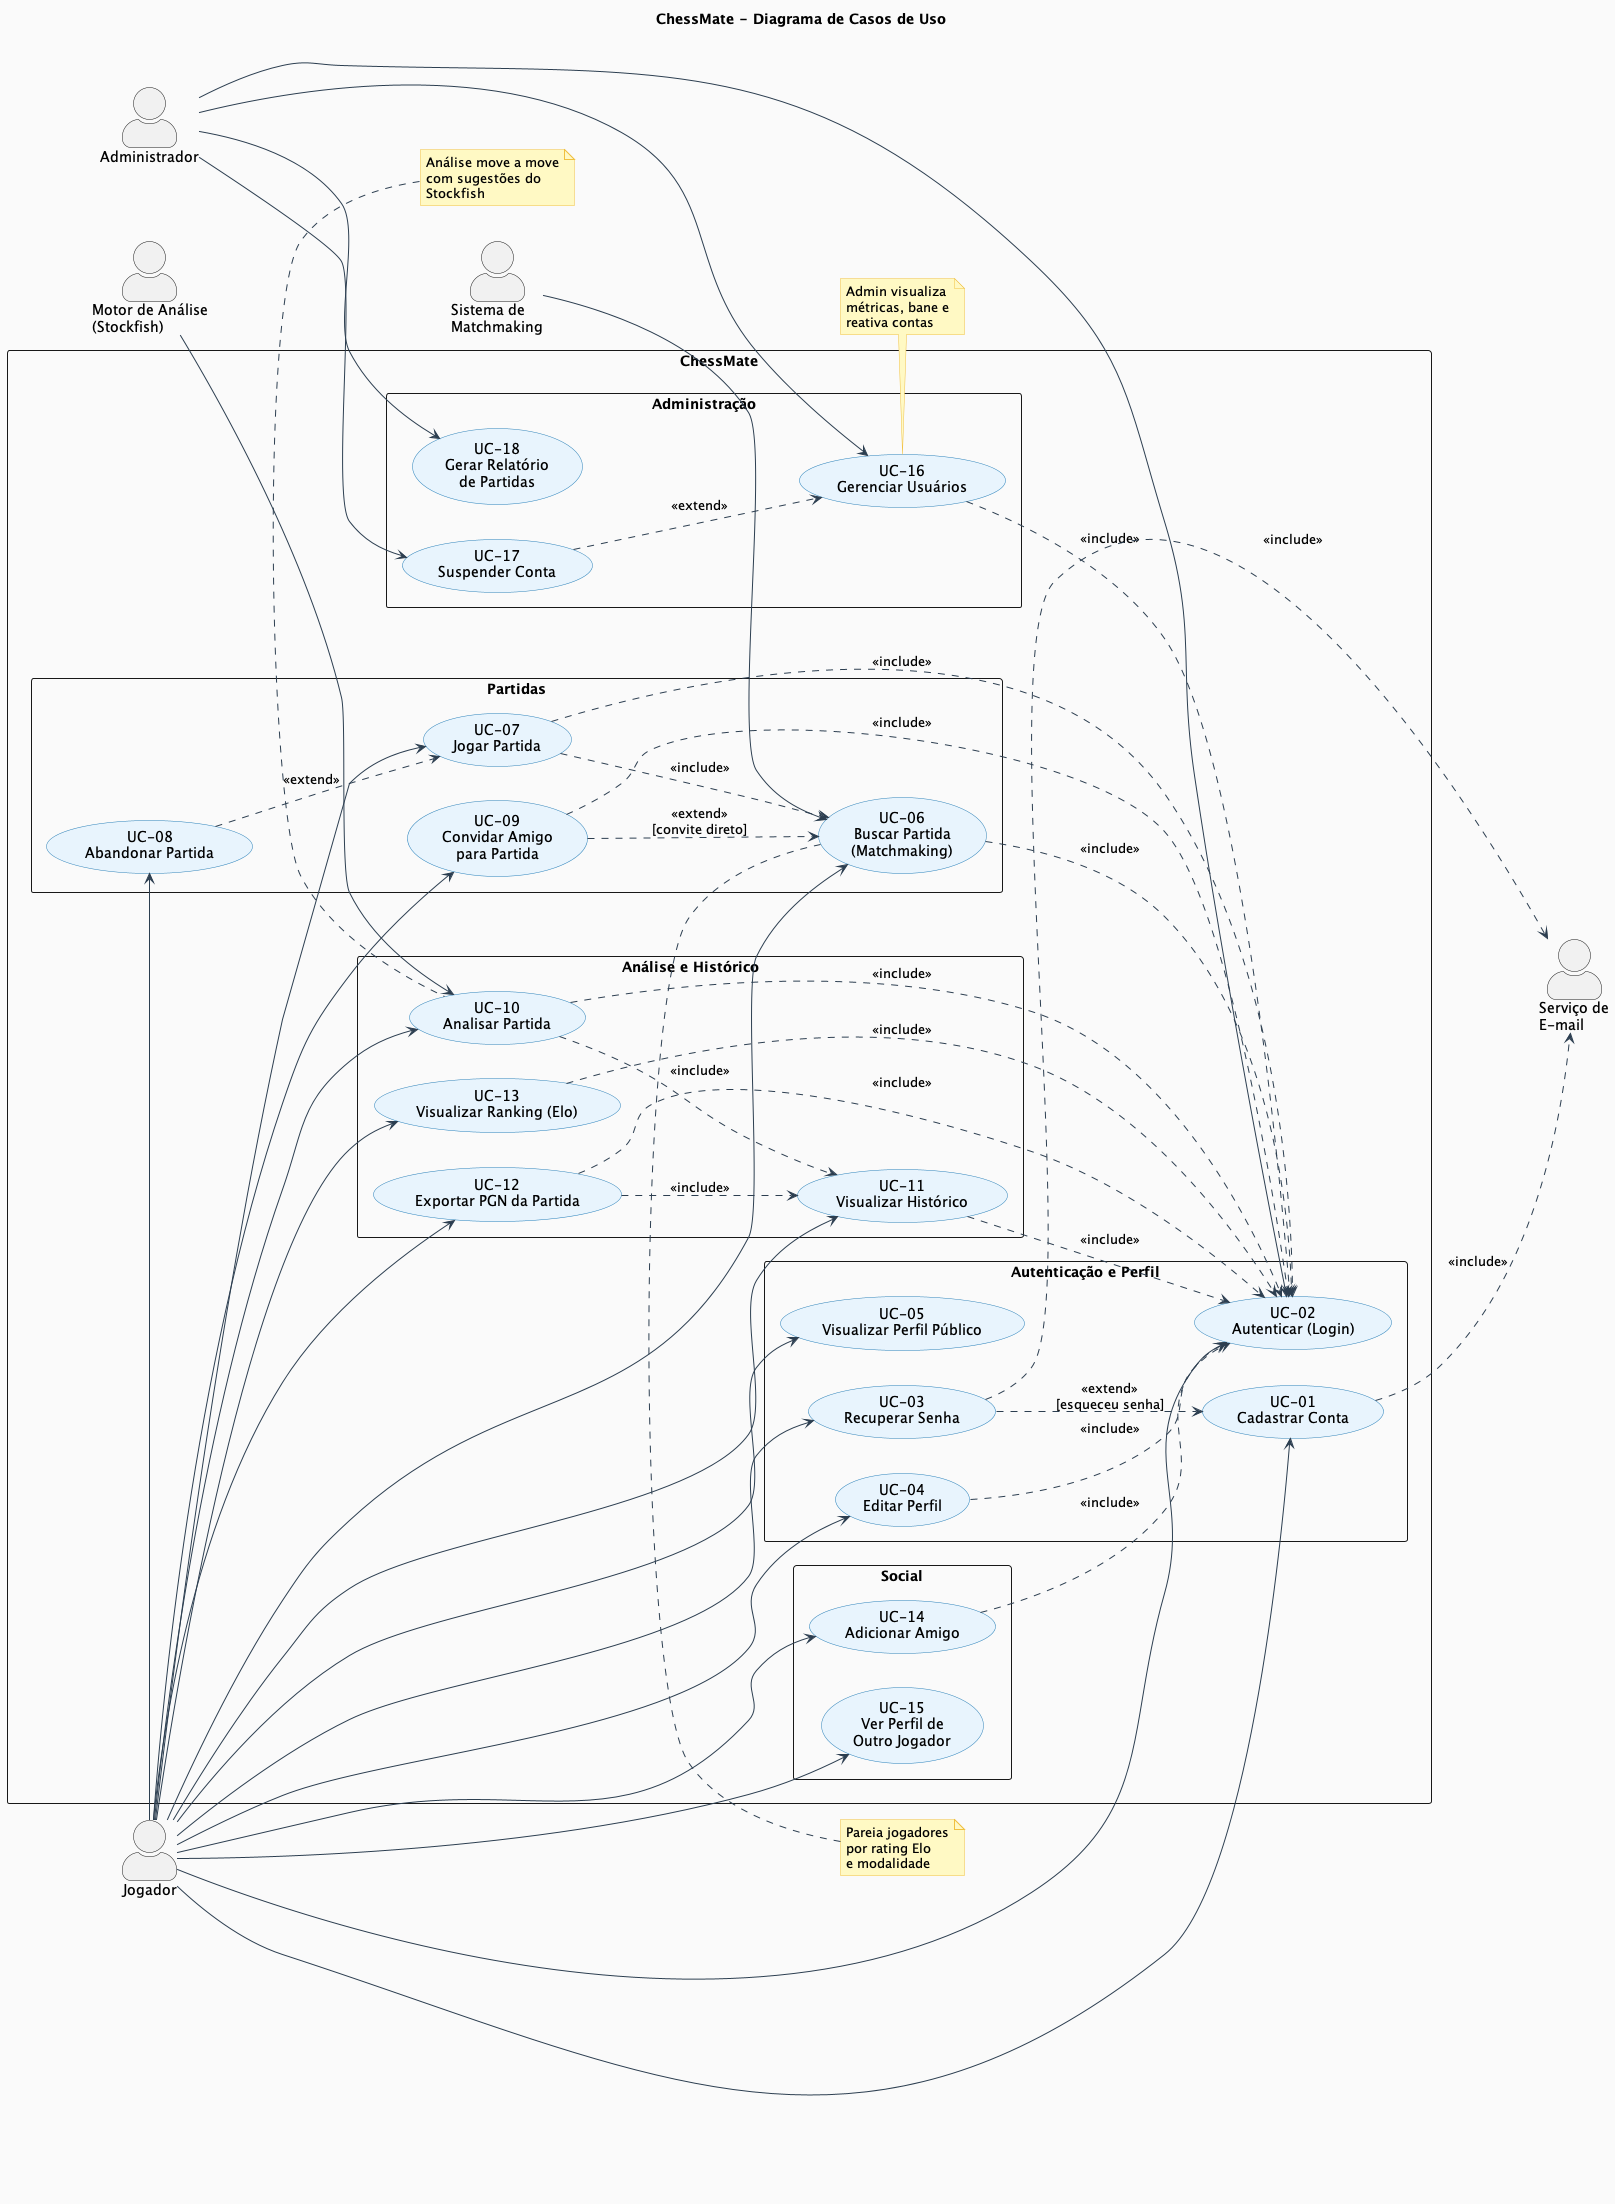 ChessMate - Diagrama de Casos de Uso
Administrador
Análise move a move
com sugestões do
Stockfish
Motor de Análise
(Stockfish)
Sistema de
Matchmaking
Admin visualiza
métricas, bane e
reativa contas
ChessMate
Administração
UC-18
Gerar Relatório
de Partidas
UC-16
Gerenciar Usuários
«extend»
UC-17
Suspender Conta
«include»
«include»
«include»
Partidas
UC-07
Jogar Partida
«include»
«include»
«extend»
UC-08
Abandonar Partida
UC-09
Convidar Amigo
para Partida
«extend»
[convite direto]
UC-06
Buscar Partida
(Matchmaking)
«include»
Análise e Histórico
«include»
UC-10
Analisar Partida
«include»
«include»
«include»
UC-13
Visualizar Ranking (Elo)
UC-12
Exportar PGN da Partida
«include»
UC-11
Visualizar Histórico
«include»
Serviço de
E-mail
«include»
Autenticação e Perfil
UC-05
Visualizar Perfil Público
UC-02
Autenticar (Login)
UC-03
Recuperar Senha
«extend»
[esqueceu senha]
UC-01
Cadastrar Conta
«include»
UC-04
Editar Perfil
«include»
Social
UC-14
Adicionar Amigo
UC-15
Ver Perfil de
Outro Jogador
Pareia jogadores
por rating Elo
e modalidade
Jogador